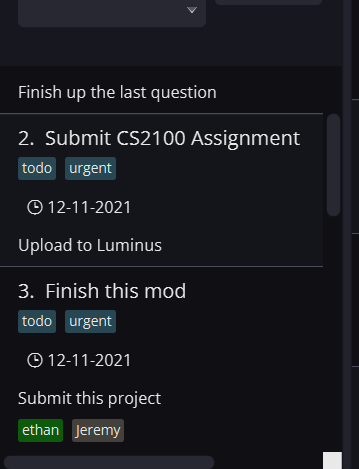 Finish up the last question
2. Submit CS2100 Assignment
todo urgent
12-11-2021
Upload to Luminus
3. Finish this mod
todo urgent
12-11-2021
Submit this project
ethan Jeremy